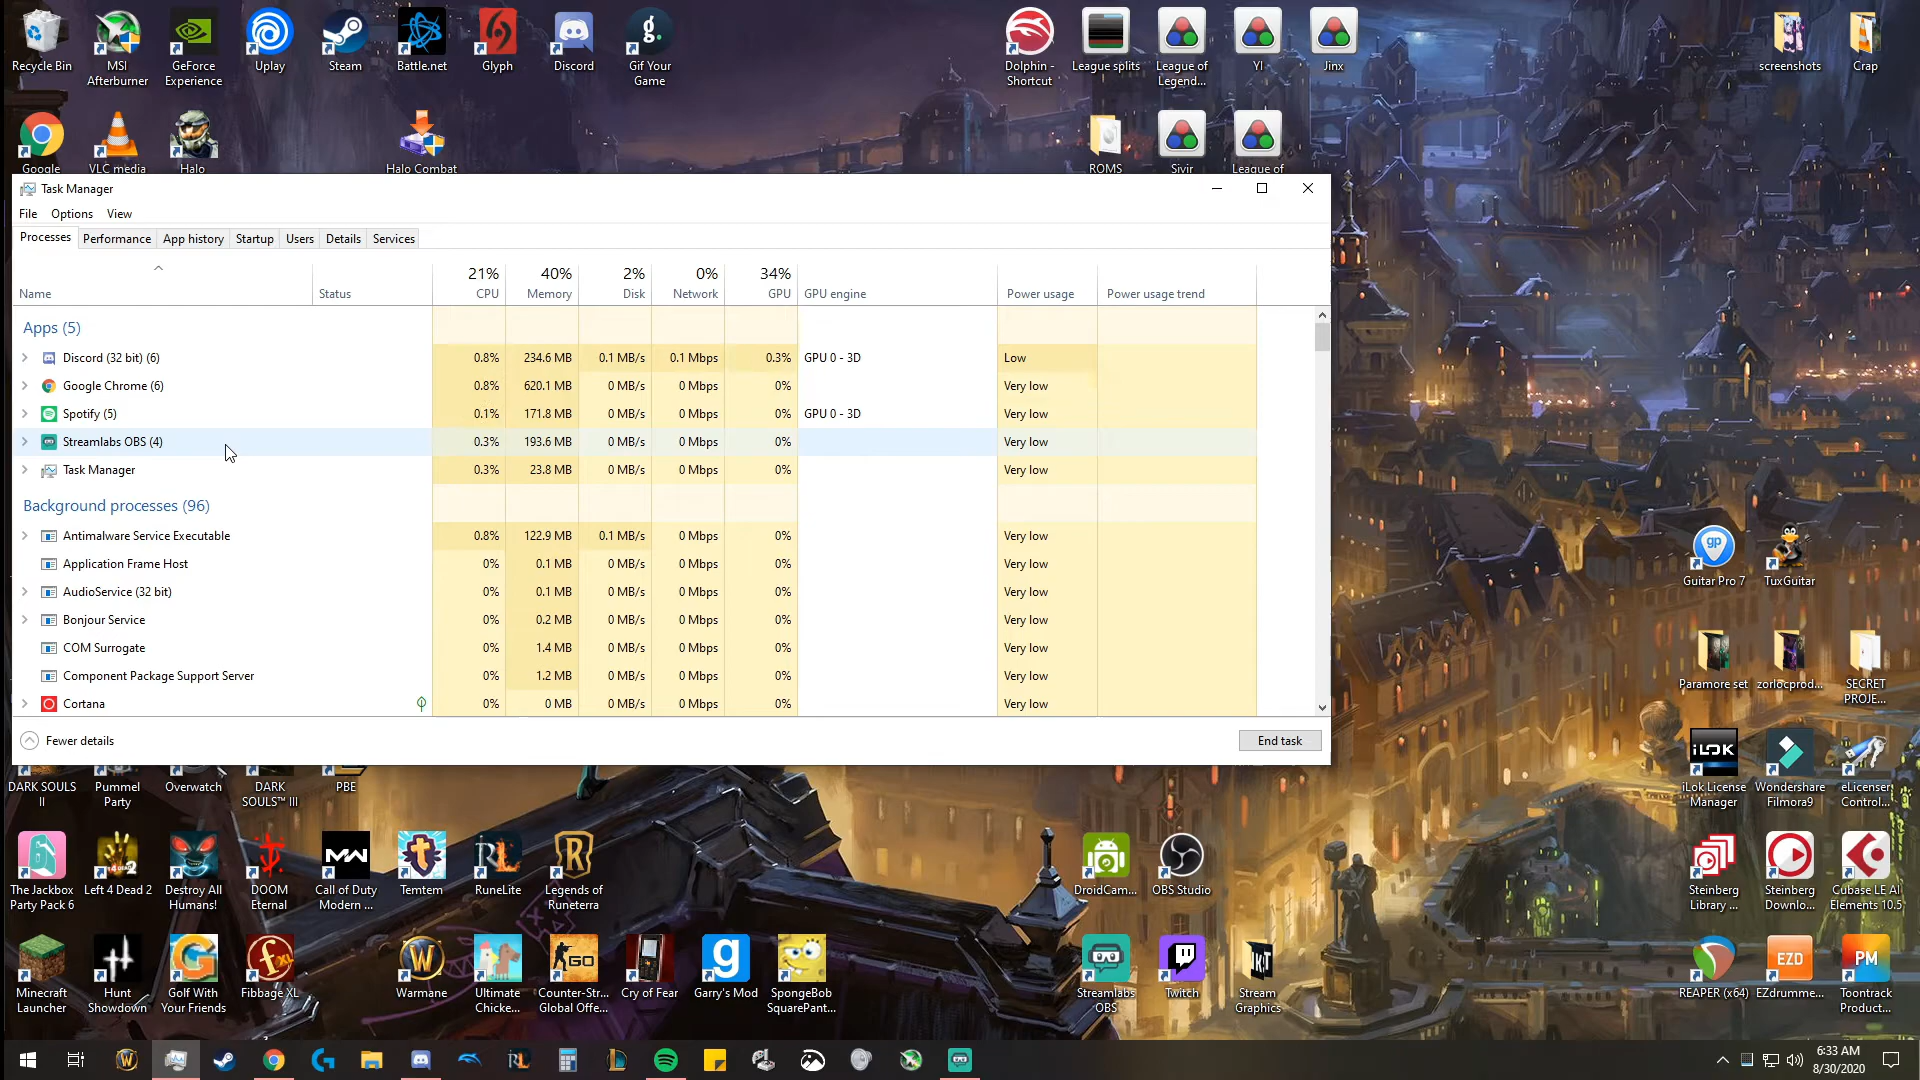 Recycle Bin
MSI
Afterburner
GeForce
Experience
Uplay
Steam
Battle.net
Glyph
Discord
g.
Gif Your
Game
Dolphin -
Shortcut
League splits
League of
Legend...
YI
Jinx
screenshots
Crap
Google
VLC media
Halo
Halo Combat
ROMS
Sivir
League of
Task Manager
File Options View
Processes Performance App history Startup Users Details Services
21% 40% 2% 0% 34%
Name Status CPU Memory Disk Network GPU GPU engine Power usage Power usage trend
Apps (5)
Discord (32 bit) (6) 0.8% 234.6 MB 0.1 MB/s 0.1 Mbps 0.3% GPU 0 - 3D Low
Google Chrome (6) 0.8% 620.1 MB 0 MB/s 0 Mbps 0% Very low
Spotify (5) 0.1% 171.8 MB 0 MB/s 0 Mbps 0% GPU 0 - 3D Very low
Streamlabs OBS (4) 0.3% 193.6 MB 0 MB/s 0 Mbps 0% Very low
Task Manager 0.3% 23.8 MB 0 MB/s 0 Mbps 0% Very low
Background processes (96)
Antimalware Service Executable 0.8% 122.9 MB 0.1 MB/s 0 Mbps 0% Very low
Application Frame Host 0% 0.1 MB 0 MB/s 0 Mbps 0% Very low
AudioService (32 bit) 0% 0.1 MB 0 MB/s 0 Mbps 0% Very low
Bonjour Service 0% 0.2 MB 0 MB/s 0 Mbps 0% Very low
COM Surrogate 0% 1.4 MB 0 MB/s 0 Mbps 0% Very low
Component Package Support Server 0% 1.2 MB 0 MB/s 0 Mbps 0% Very low
Cortana 0% 0 MB 0 MB/s 0 Mbps 0% Very low
Fewer details End task
gp
Guitar Pro 7
TuxGuitar
Paramore set
zorlocprod...
SECRET
PROJE...
iLOK
iLok License
Manager
Wondershare
Filmora9
eLicenser
Control...
DARK SOULS
II
Pummel
Party
Overwatch
DARK
SOULS™ III
PBE
The Jackbox
Party Pack 6
Left 4 Dead 2
Destroy All
Humans!
DOOM
Eternal
MW
Call of Duty
Modern ...
Temtem
RL
RuneLite
Legends of
Runeterra
DroidCam...
OBS Studio
Steinberg
Library ...
Steinberg
Downlo...
Cubase LE AI
Elements 10.5
Minecraft
Launcher
Hunt
Showdown
Golf With
Your Friends
Fibbage XL
Warmane
Ultimate
Chicke...
GO
Counter-Str...
Global Offe...
Cry of Fear
g
Garry's Mod
SpongeBob
SquarePant...
Streamlabs
OBS
Twitch
Stream
Graphics
REAPER (x64)
EZD
EZdrumme...
PM
Toontrack
Product...
6:33 AM
8/30/2020